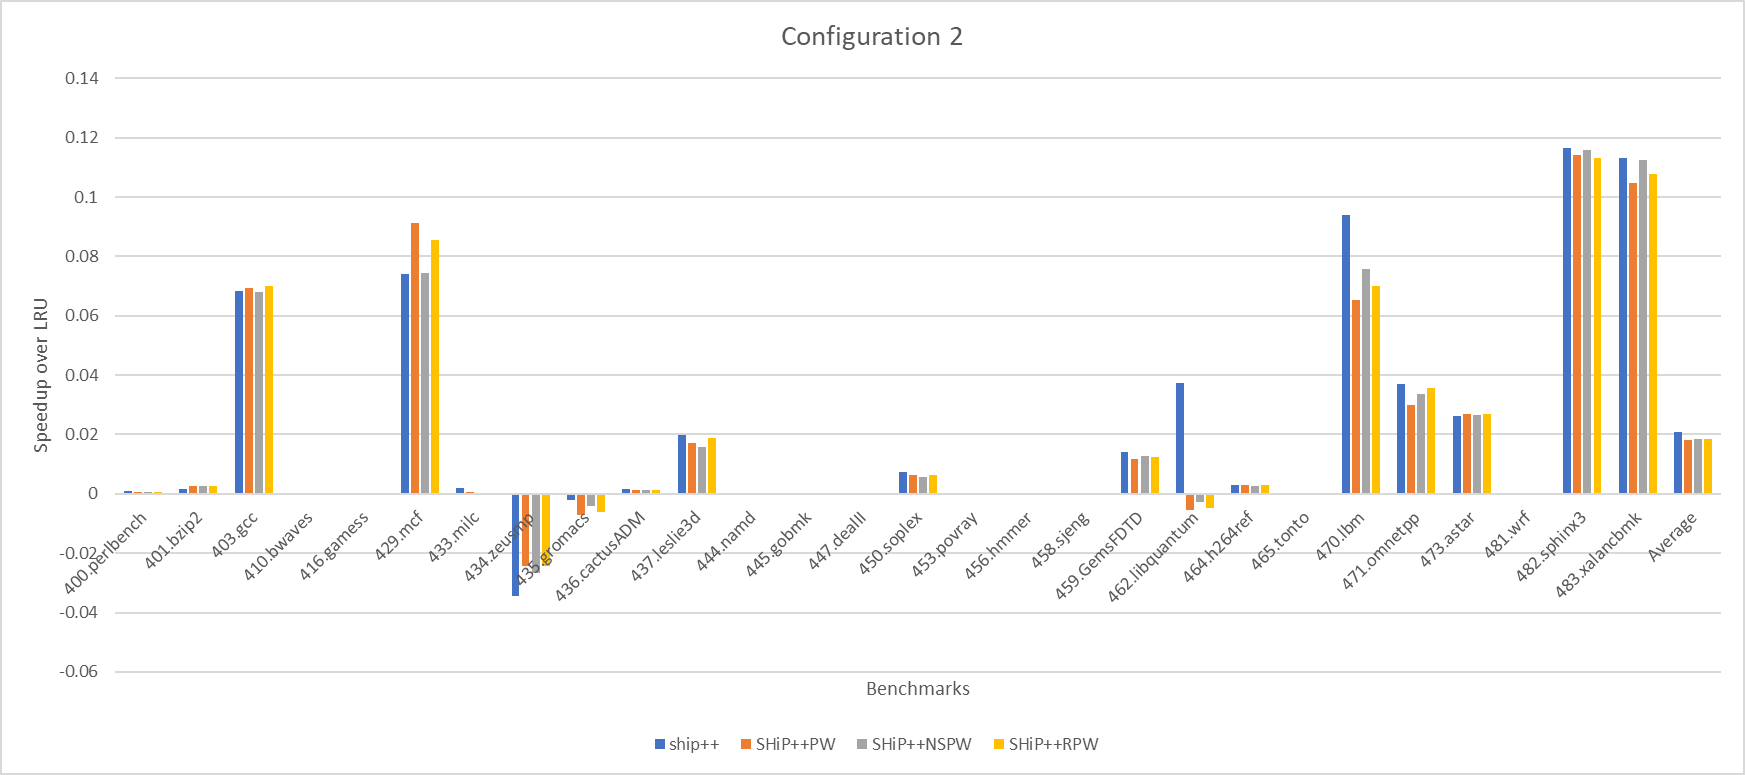 Configuration 2
0.14
0.12
0.1
0.08
0.06
0.04
0.02
0
-0.02
-0.04
-0.06
Speedup over LRU
400.perlbench
401.bzip2
403.gcc
410.bwaves
416.gamess
429.mcf
433.milc
434.zeusmp
435.gromacs
436.cactusADM
437.leslie3d
444.namd
445.gobmk
447.dealII
450.soplex
453.povray
456.hmmer
458.sjeng
459.GemsFDTD
462.libquantum
464.h264ref
465.tonto
470.lbm
471.omnetpp
473.astar
481.wrf
482.sphinx3
483.xalancbmk
Average
Benchmarks
ship++ SHiP++PW SHiP++NSPW SHiP++RPW